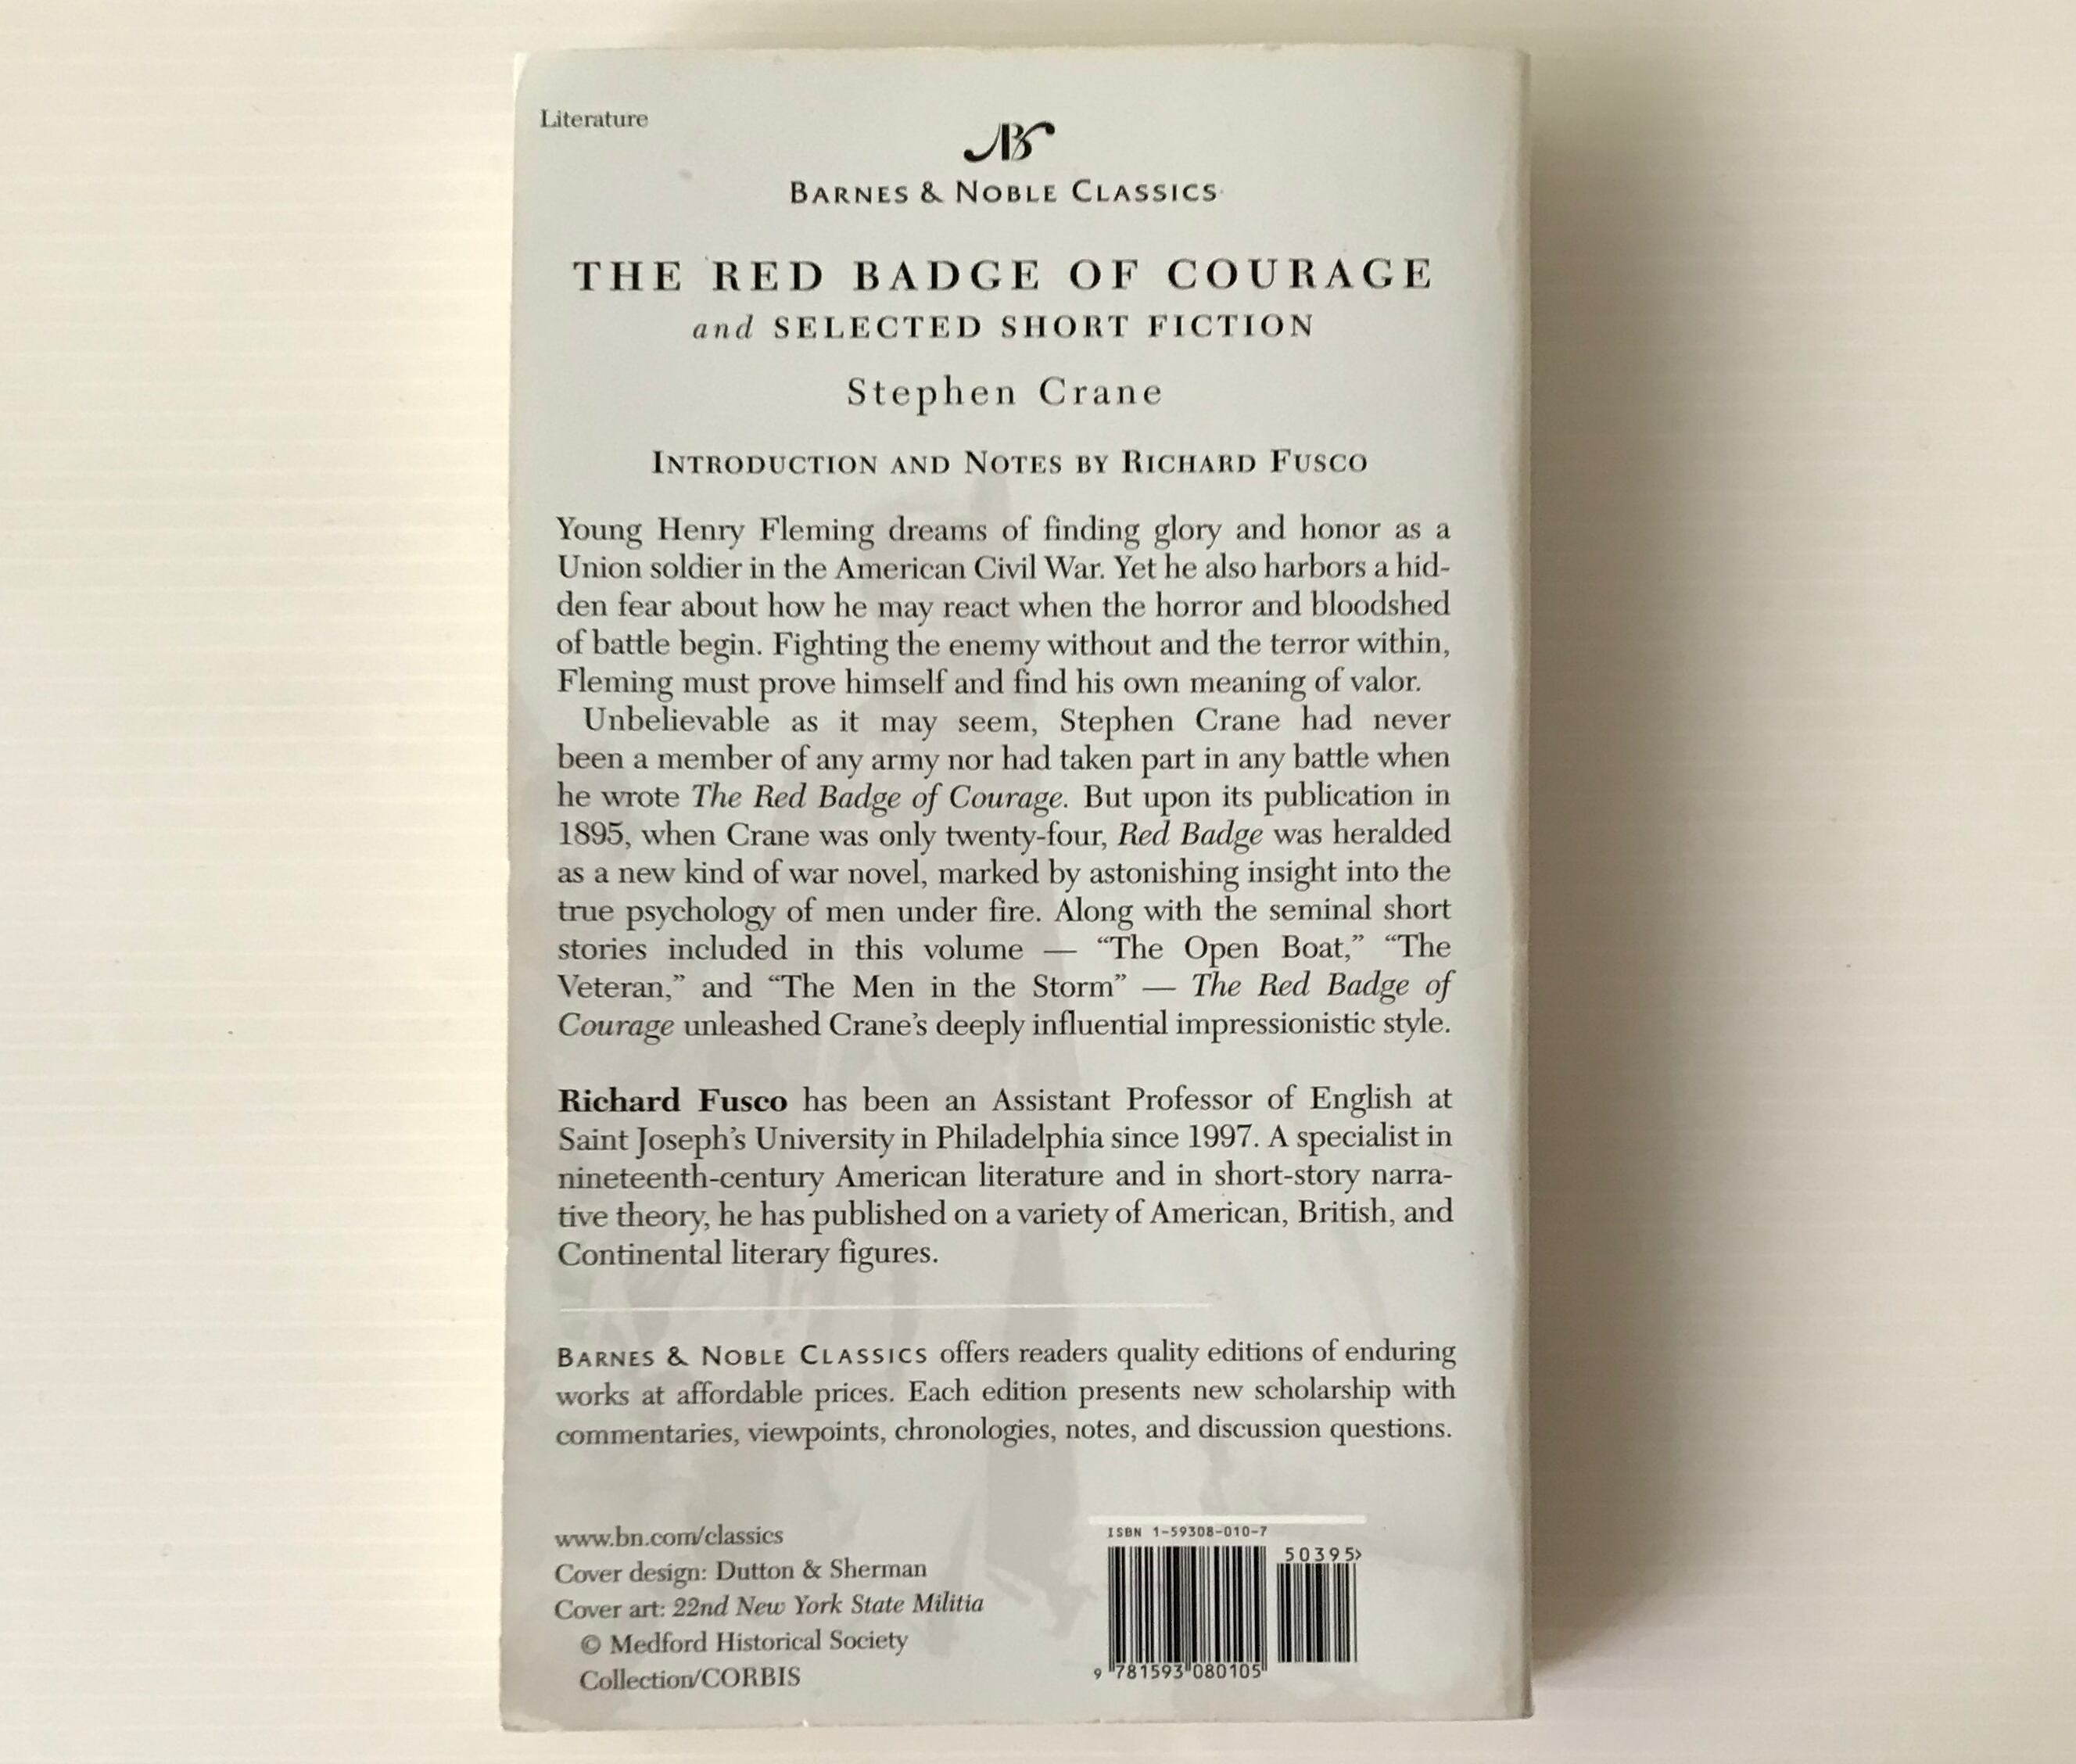 Literature
BARNES & NOBLE CLASSICS
THE RED BADGE OF COURAGE
and SELECTED SHORT FICTION
Stephen Crane
INTRODUCTION AND NOTES BY RICHARD FUSCO
Young Henry Fleming dreams of finding glory and honor as a
Union soldier in the American Civil War. Yet he also harbors a hid-
den fear about how he may react when the horror and bloodshed
of battle begin. Fighting the enemy without and the terror within,
Fleming must prove himself and find his own meaning of valor.
Unbelievable as it may seem, Stephen Crane had never
been a member of any army nor had taken part in any battle when
he wrote The Red Badge of Courage. But upon its publication in
1895, when Crane was only twenty-four, Red Badge was heralded
as a new kind of war novel, marked by astonishing insight into the
true psychology of men under fire. Along with the seminal short
stories included in this volume — “The Open Boat,” “The
Veteran,” and “The Men in the Storm” — The Red Badge of
Courage unleashed Crane’s deeply influential impressionistic style.
Richard Fusco has been an Assistant Professor of English at
Saint Joseph’s University in Philadelphia since 1997. A specialist in
nineteenth-century American literature and in short-story narra-
tive theory, he has published on a variety of American, British, and
Continental literary figures.
BARNES & NOBLE CLASSICS offers readers quality editions of enduring
works at affordable prices. Each edition presents new scholarship with
commentaries, viewpoints, chronologies, notes, and discussion questions.
www.bn.com/classics
Cover design: Dutton & Sherman
Cover art: 22nd New York State Militia
© Medford Historical Society
Collection/CORBIS
ISBN 1-59308-010-7
50395>
9 781593 080105